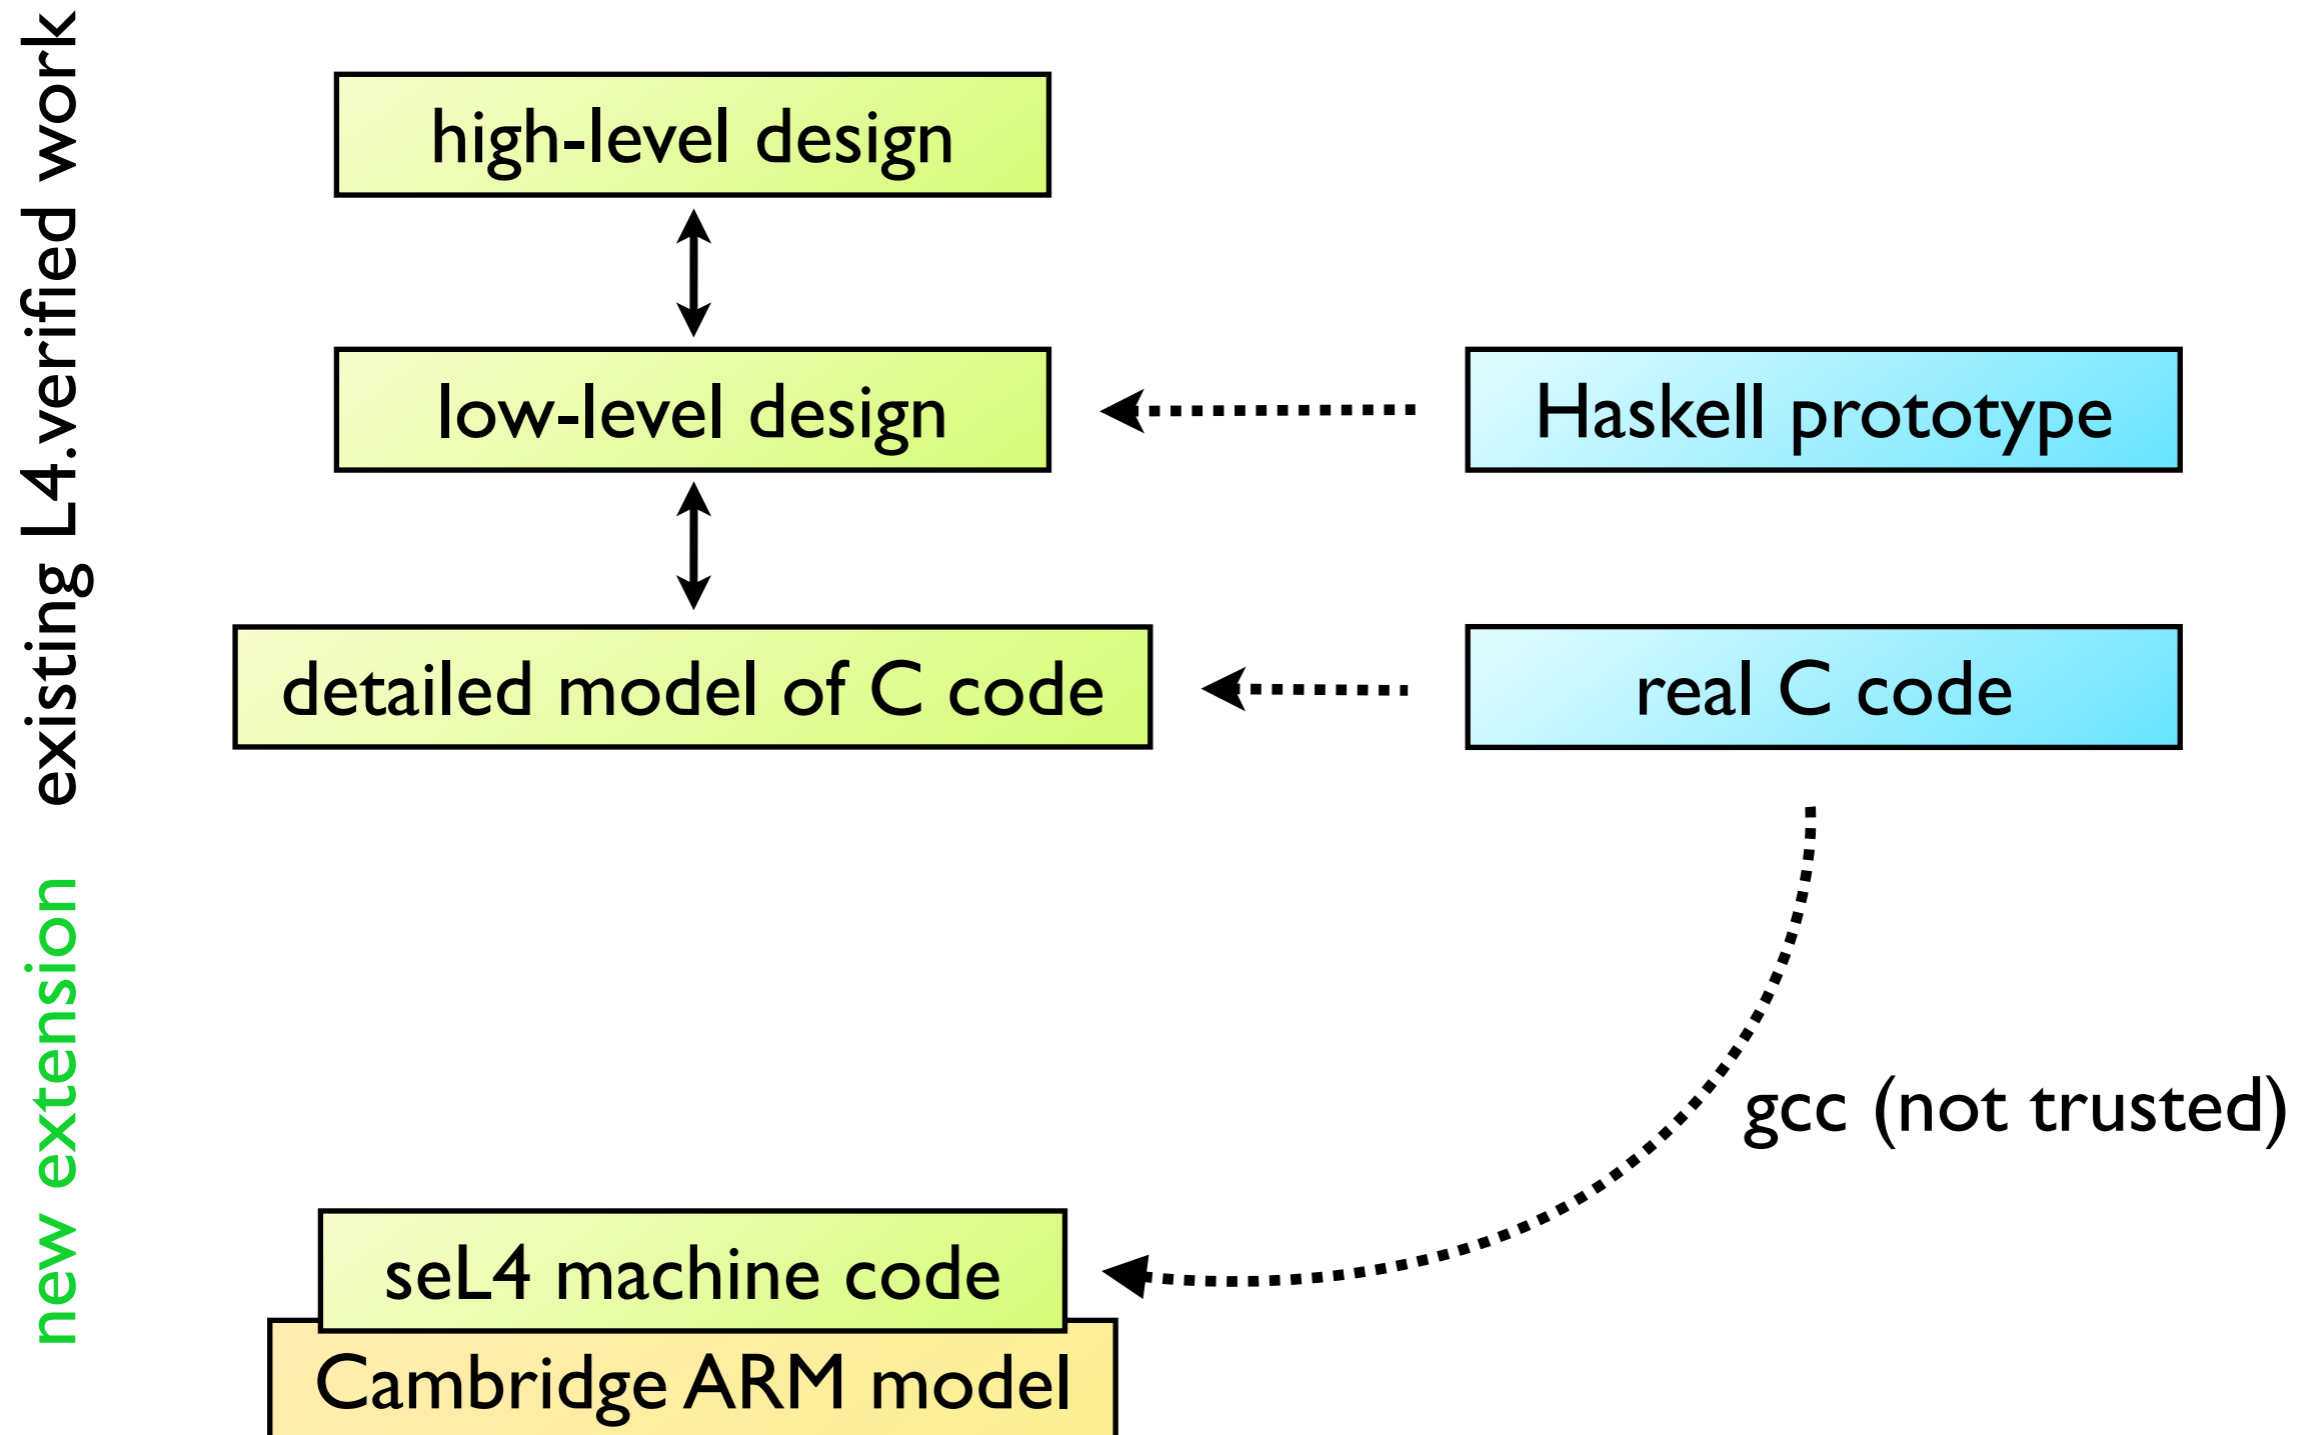 existing L4.verified work
new extension
high-level design
low-level design
Haskell prototype
detailed model of C code
real C code
gcc (not trusted)
seL4 machine code
Cambridge ARM model